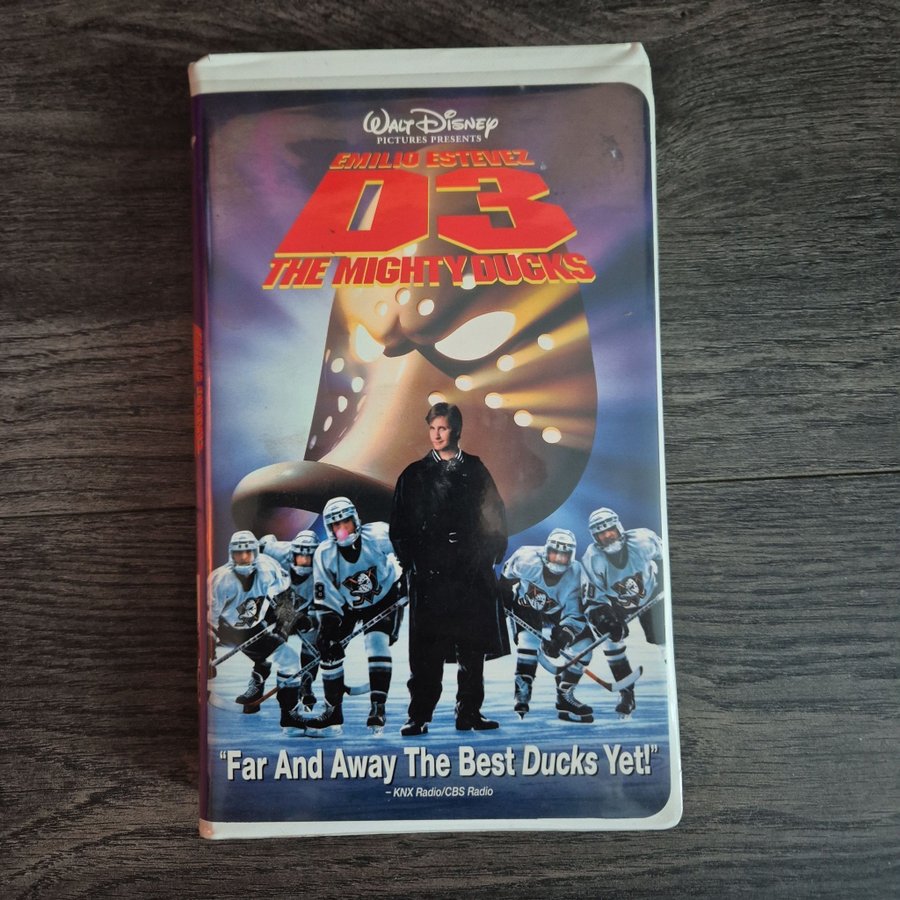 WALT DISNEY
PICTURES PRESENTS
EMILIO ESTEVEZ
D3
THE MIGHTY DUCKS
"Far And Away The Best Ducks Yet!"
– KNX Radio/CBS Radio